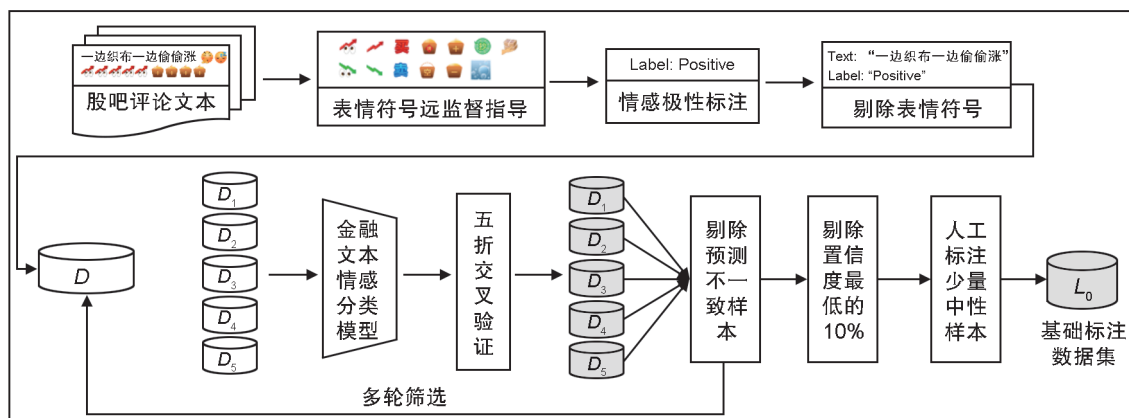 一边织布一边偷偷涨
股吧评论文本
买
卖
表情符号远监督指导
Label: Positive
情感极性标注
Text: “一边织布一边偷偷涨”
Label: “Positive”
剔除表情符号
D
D1
D2
D3
D4
D5
金融
文本
情感
分类
模型
五
折
交
叉
验
证
D1
D2
D3
D4
D5
剔除
预测
不一
致样
本
剔除
置信
度最
低的
10%
人工
标注
少量
中性
样本
L0
基础标注
数据集
多轮筛选